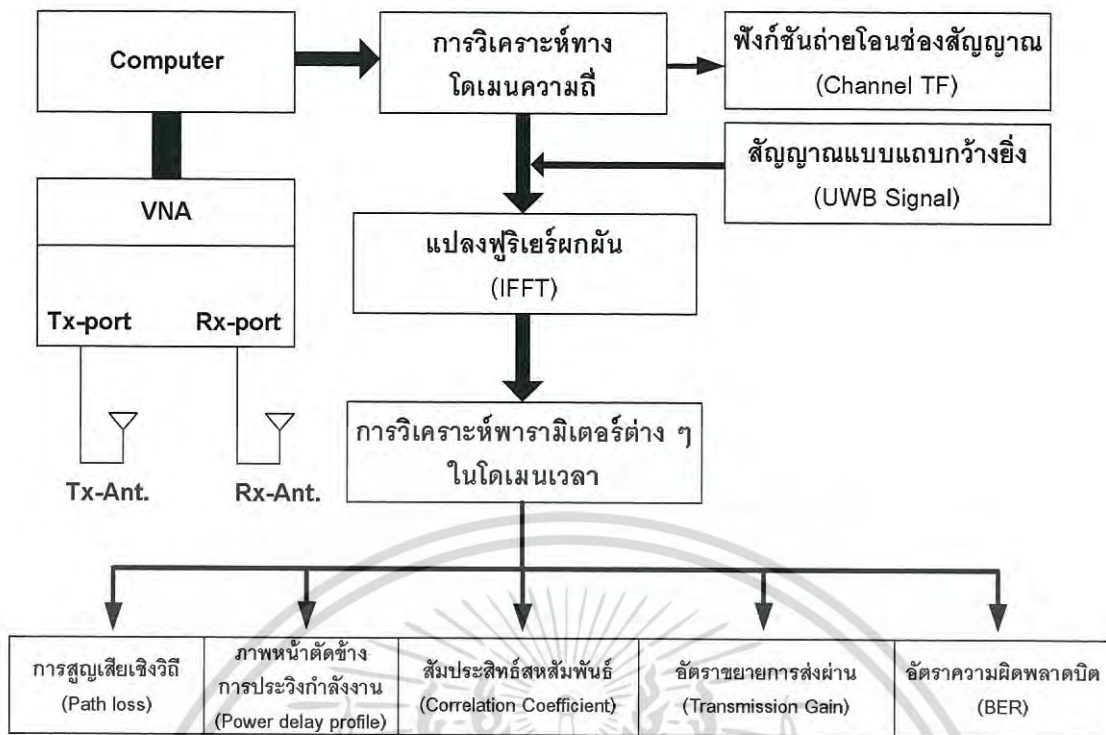 Computer
การวิเคราะห์ทาง
โดเมนความถี่
ฟังก์ชันถ่ายโอนช่องสัญญาณ
(Channel TF)
สัญญาณแบบแถบกว้างยิ่ง
(UWB Signal)
VNA
Tx-port Rx-port
แปลงฟูริเยร์ผกผัน
(IFFT)
Tx-Ant. Rx-Ant.
การวิเคราะห์พารามิเตอร์ต่าง ๆ
ในโดเมนเวลา
การสูญเสียเชิงวิถี
(Path loss)
ภาพหน้าตัดข้าง
การประวิงกำลังงาน
(Power delay profile)
สัมประสิทธ์สหสัมพันธ์
(Correlation Coefficient)
อัตราขยายการส่งผ่าน
(Transmission Gain)
อัตราความผิดพลาดบิต
(BER)